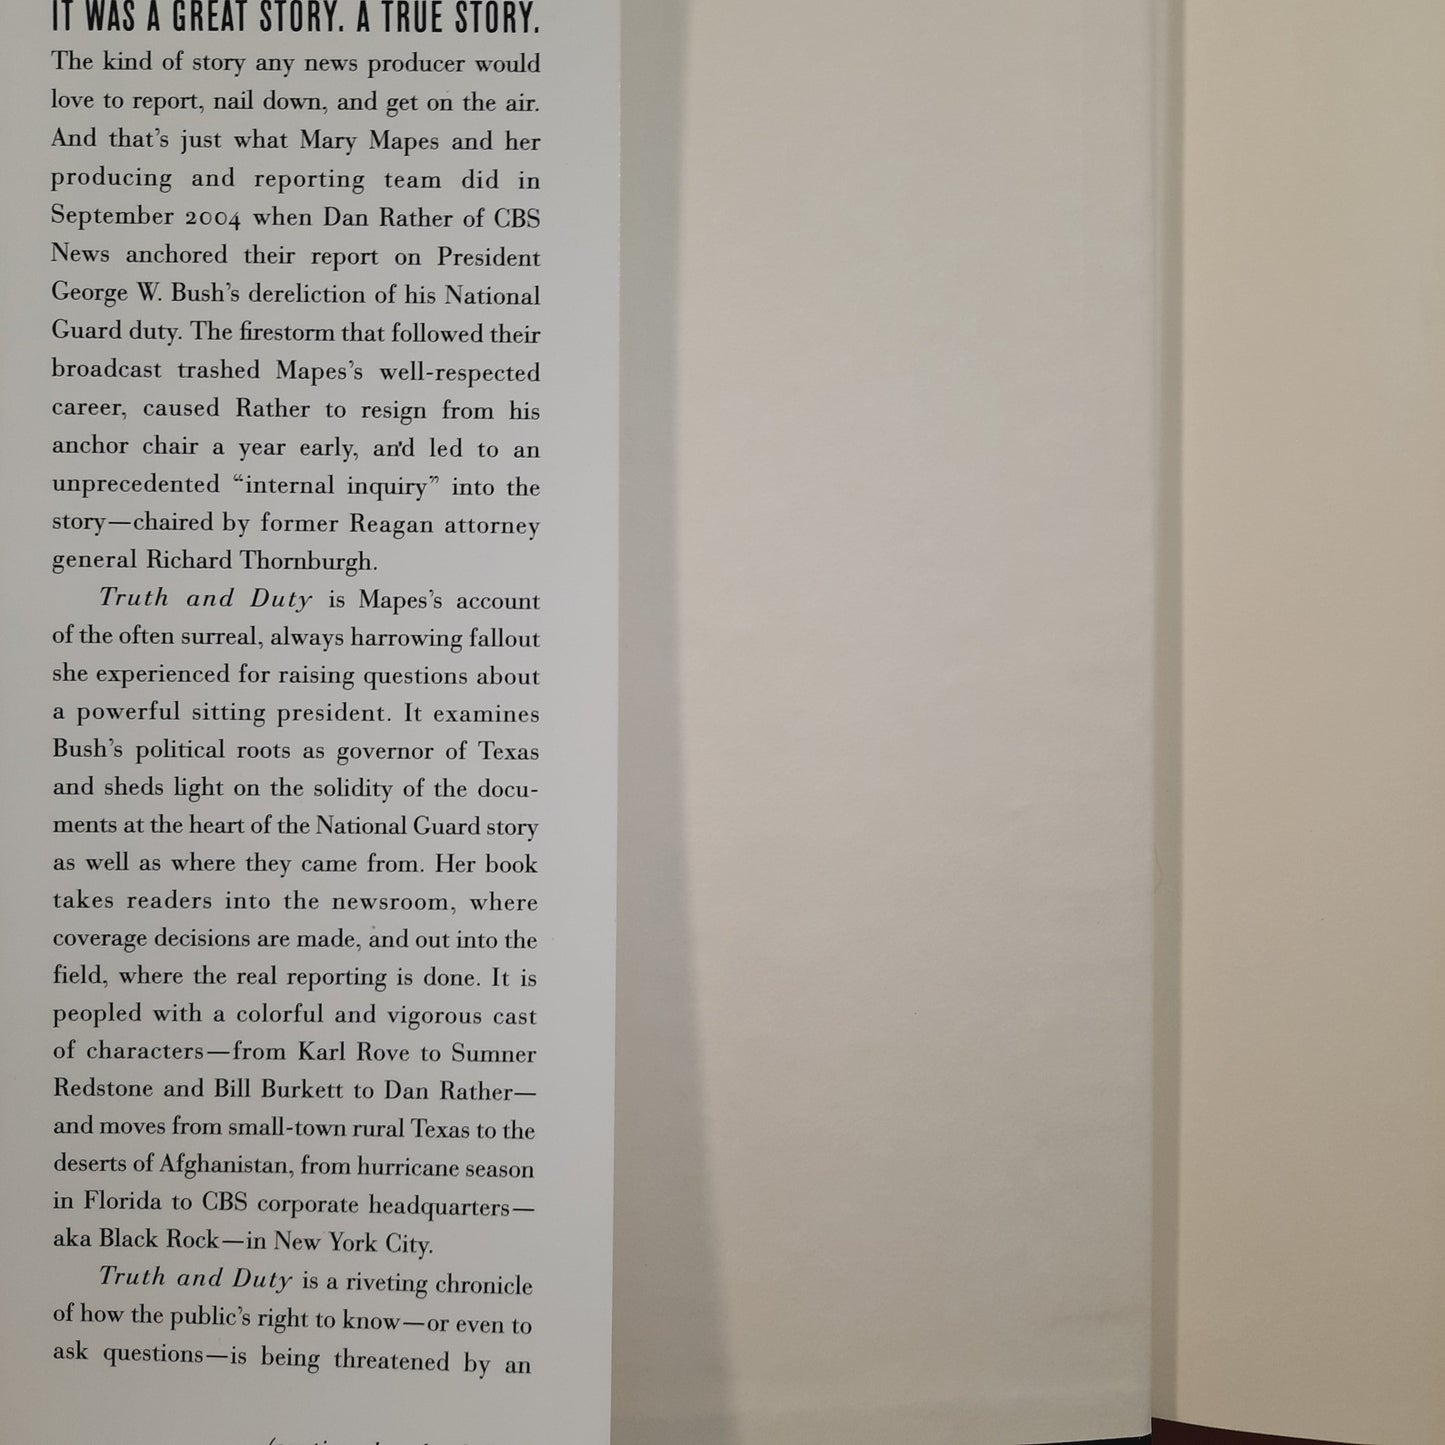 IT WAS A GREAT STORY. A TRUE STORY.
The kind of story any news producer would
love to report, nail down, and get on the air.
And that's just what Mary Mapes and her
producing and reporting team did in
September 2004 when Dan Rather of CBS
News anchored their report on President
George W. Bush's dereliction of his National
Guard duty. The firestorm that followed their
broadcast trashed Mapes's well-respected
career, caused Rather to resign from his
anchor chair a year early, and led to an
unprecedented “internal inquiry” into the
story—chaired by former Reagan attorney
general Richard Thornburgh.
Truth and Duty is Mapes's account
of the often surreal, always harrowing fallout
she experienced for raising questions about
a powerful sitting president. It examines
Bush's political roots as governor of Texas
and sheds light on the solidity of the docu-
ments at the heart of the National Guard story
as well as where they came from. Her book
takes readers into the newsroom, where
coverage decisions are made, and out into the
field, where the real reporting is done. It is
peopled with a colorful and vigorous cast
of characters—from Karl Rove to Sumner
Redstone and Bill Burkett to Dan Rather—
and moves from small-town rural Texas to the
deserts of Afghanistan, from hurricane season
in Florida to CBS corporate headquarters—
aka Black Rock—in New York City.
Truth and Duty is a riveting chronicle
of how the public's right to know—or even to
ask questions—is being threatened by an